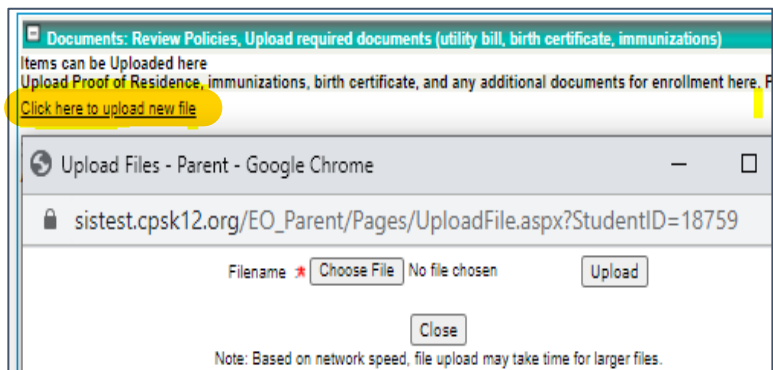 Documents: Review Policies, Upload required documents (utility bill, birth certificate, immunizations)
Items can be Uploaded here
Upload Proof of Residence, immunizations, birth certificate, and any additional documents for enrollment here. F
Click here to upload new file
Upload Files - Parent - Google Chrome
sistest.cpsk12.org/EO_Parent/Pages/UploadFile.aspx?StudentID=18759
Filename * Choose File No file chosen Upload
Close
Note: Based on network speed, file upload may take time for larger files.